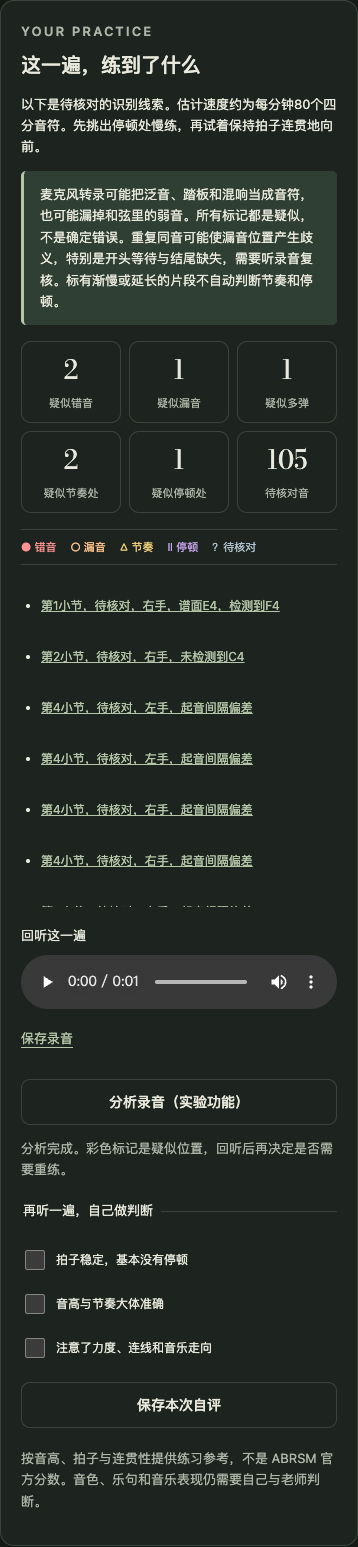 YOUR PRACTICE
这一遍，练到了什么
以下是待核对的识别线索。估计速度约为每分钟80个四
分音符。先挑出停顿处慢练，再试着保持拍子连贯地向
前。
麦克风转录可能把泛音、踏板和混响当成音符，
也可能漏掉和弦里的弱音。所有标记都是疑似，
不是确定错误。重复同音可能使漏音位置产生歧
义，特别是开头等待与结尾缺失，需要听录音复
核。标有渐慢或延长的片段不自动判断节奏和停
顿。
2 1 1
疑似错音 疑似漏音 疑似多弹
2 1 105
疑似节奏处 疑似停顿处 待核对音
错音 漏音 节奏 停顿 ? 待核对
第1小节，待核对，右手，谱面E4，检测到F4
第2小节，待核对，右手，未检测到C4
第4小节，待核对，左手，起音间隔偏差
第4小节，待核对，左手，起音间隔偏差
第4小节，待核对，右手，起音间隔偏差
第4小节，待核对，右手，起音间隔偏差
回听这一遍
0:00 / 0:01
保存录音
分析录音（实验功能）
分析完成。彩色标记是疑似位置，回听后再决定是否需
要重练。
再听一遍，自己做判断
拍子稳定，基本没有停顿
音高与节奏大体准确
注意了力度、连线和音乐走向
保存本次自评
按音高、拍子与连贯性提供练习参考，不是 ABRSM 官
方分数。音色、乐句和音乐表现仍需要自己与老师判
断。